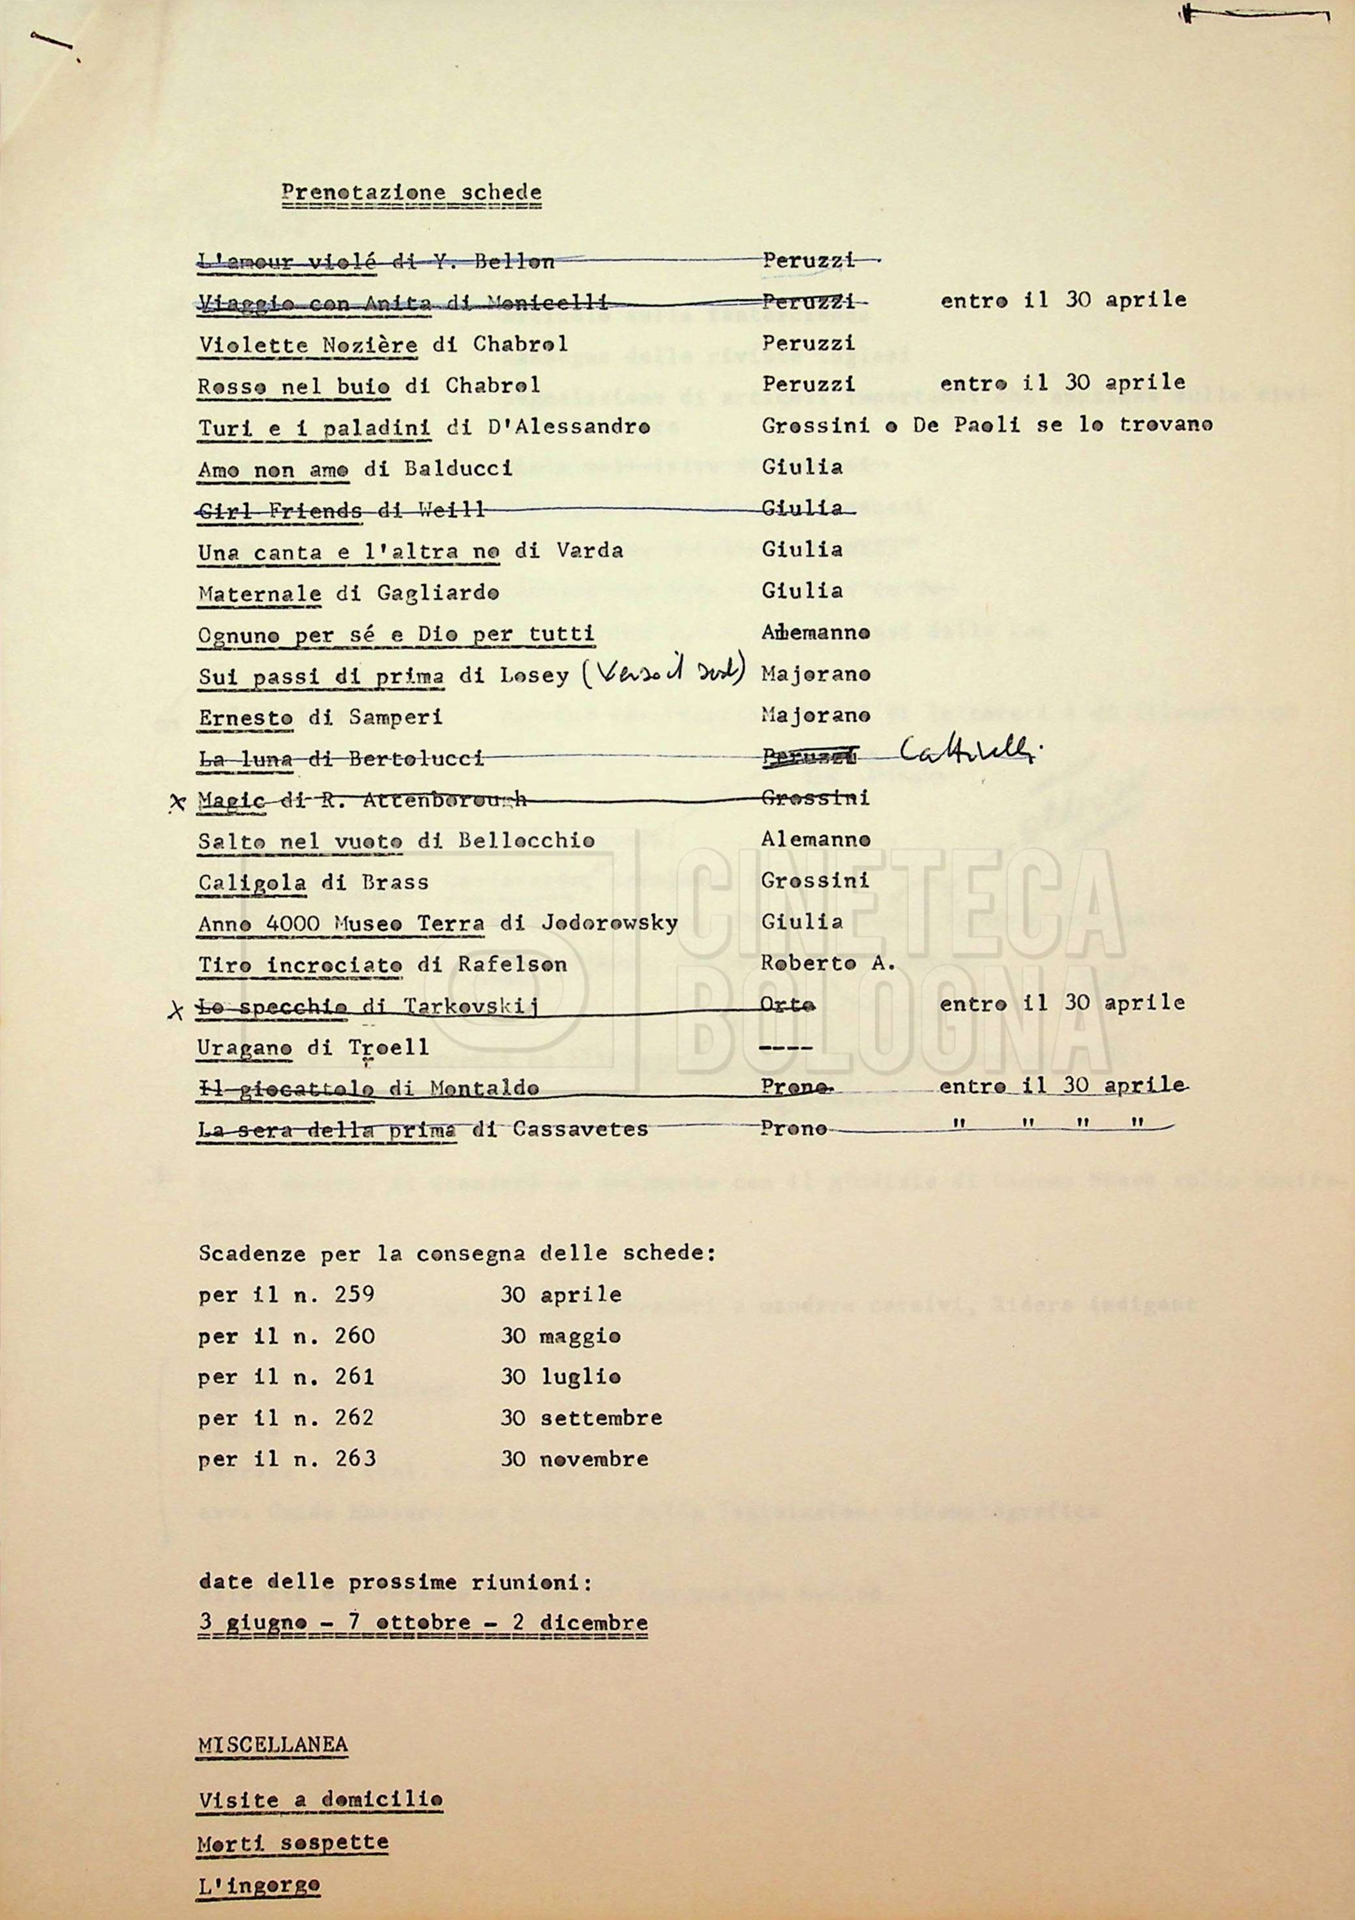 Prenotazione schede
L'amour violé di Y. Bellon Peruzzi
Viaggio con Anita di Monicelli Peruzzi entro il 30 aprile
Violette Nozière di Chabrol Peruzzi
Rosso nel buio di Chabrol Peruzzi entro il 30 aprile
Turi e i paladini di D'Alessandro Grossini o De Paoli se lo trovano
Amo non amo di Balducci Giulia
Girl Friends di Weill Giulia
Una canta e l'altra no di Varda Giulia
Maternale di Gagliardo Giulia
Ognuno per sé e Dio per tutti Alemanno
Sui passi di prima di Losey (Verso il sud) Majorano
Ernesto di Samperi Majorano
La luna di Bertolucci Peruzzi Cattivelli
x Magic di R. Attenborough Grossini
Salto nel vuoto di Bellocchio Alemanno
Caligola di Brass Grossini
Anno 4000 Museo Terra di Jodorowsky Giulia
Tiro incrociato di Rafelson Roberto A.
x Lo specchio di Tarkovskij Orto entro il 30 aprile
Uragano di Troell ----
Il giocattolo di Montaldo Prono entro il 30 aprile
La sera della prima di Cassavetes Prono " " " "
Scadenze per la consegna delle schede:
per il n. 259 30 aprile
per il n. 260 30 maggio
per il n. 261 30 luglio
per il n. 262 30 settembre
per il n. 263 30 novembre
date delle prossime riunioni:
3 giugno - 7 ottobre - 2 dicembre
MISCELLANEA
Visite a domicilio
Morti sospette
L'ingorgo
CINETECA
BOLOGNA